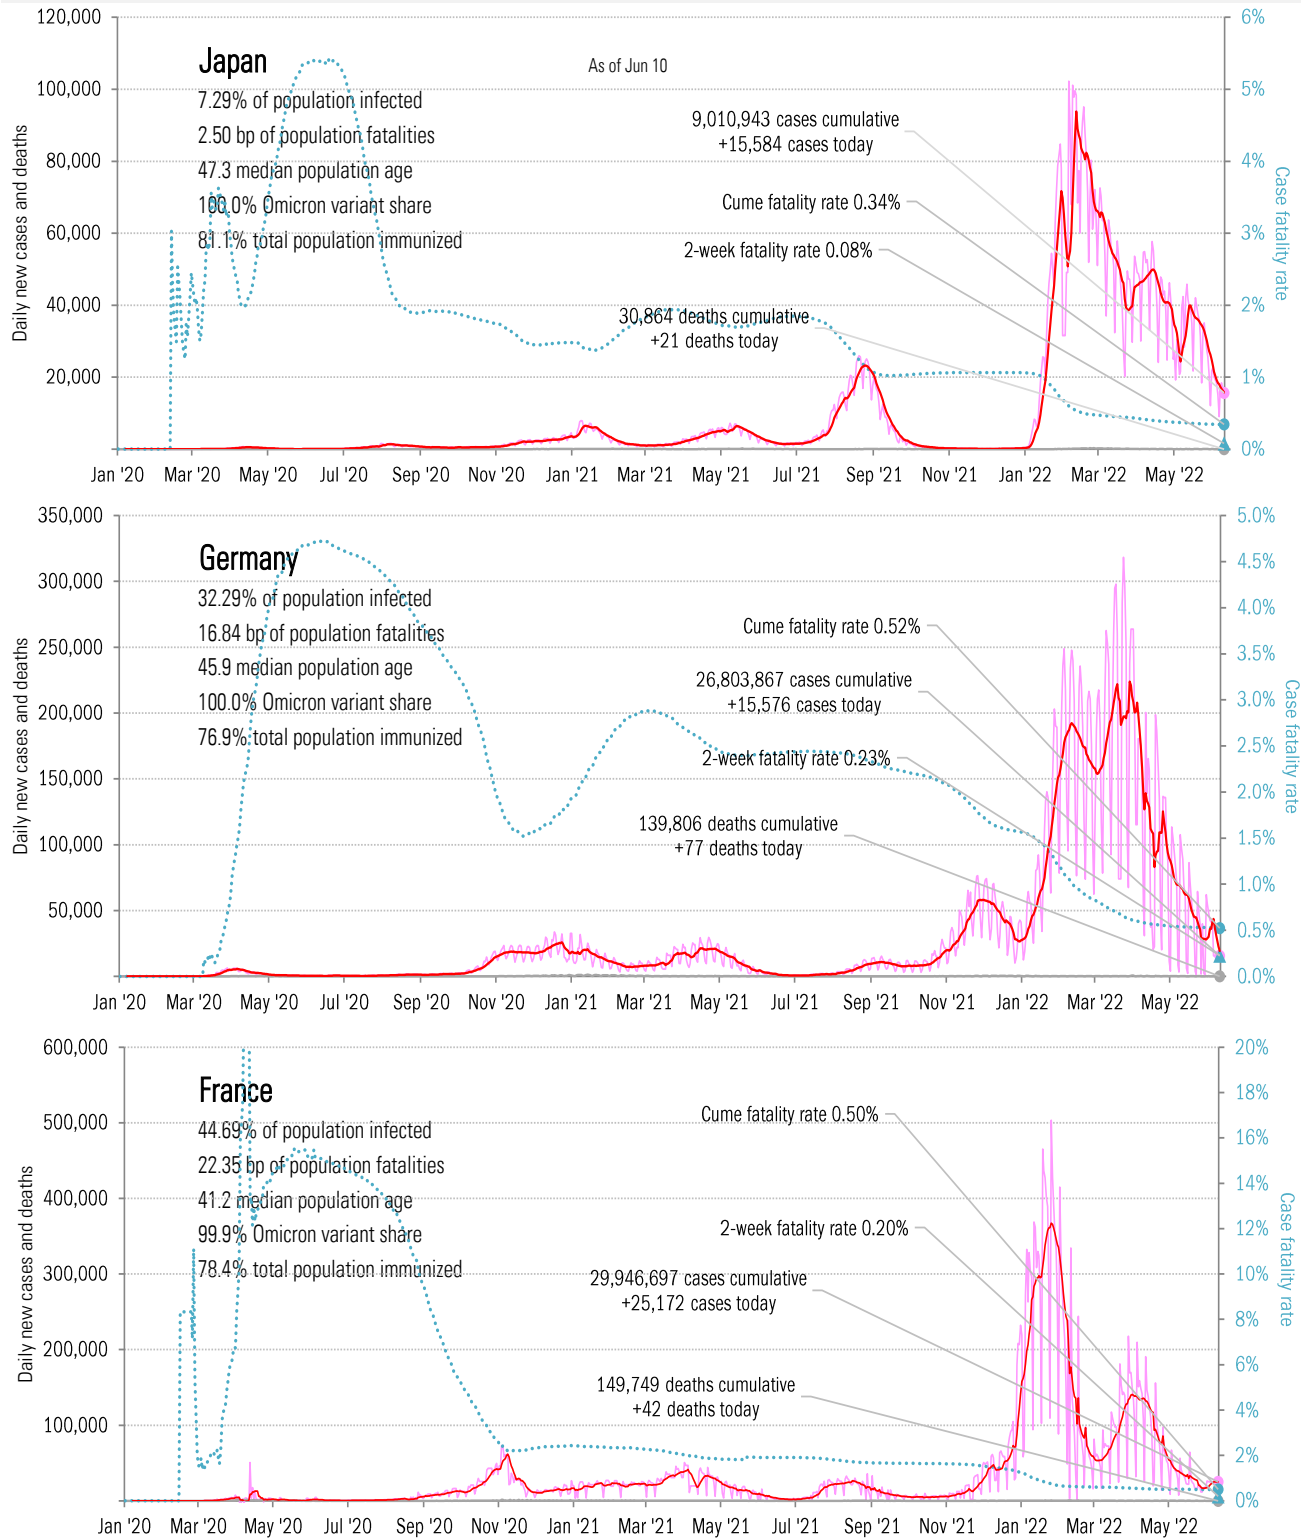 120,000
100,000
80,000
60,000
40,000
20,000
Daily new cases and deaths
Japan
7.29% of population infected
2.50 bp of population fatalities
47.3 median population age
100.0% Omicron variant share
81.1% total population immunized
As of Jun 10
9,010,943 cases cumulative
+15,584 cases today
Cume fatality rate 0.34%
2-week fatality rate 0.08%
30,864 deaths cumulative
+21 deaths today
6%
5%
4%
3%
2%
1%
0%
Case fatality rate
Jan '20 Mar '20 May '20 Jul '20 Sep '20 Nov '20 Jan '21 Mar '21 May '21 Jul '21 Sep '21 Nov '21 Jan '22 Mar '22 May '22
350,000
300,000
250,000
200,000
150,000
100,000
50,000
Daily new cases and deaths
Germany
32.29% of population infected
16.84 bp of population fatalities
45.9 median population age
100.0% Omicron variant share
76.9% total population immunized
Cume fatality rate 0.52%
26,803,867 cases cumulative
+15,576 cases today
2-week fatality rate 0.23%
139,806 deaths cumulative
+77 deaths today
5.0%
4.5%
4.0%
3.5%
3.0%
2.5%
2.0%
1.5%
1.0%
0.5%
0.0%
Case fatality rate
Jan '20 Mar '20 May '20 Jul '20 Sep '20 Nov '20 Jan '21 Mar '21 May '21 Jul '21 Sep '21 Nov '21 Jan '22 Mar '22 May '22
600,000
500,000
400,000
300,000
200,000
100,000
Daily new cases and deaths
France
44.69% of population infected
22.35 bp of population fatalities
41.2 median population age
99.9% Omicron variant share
78.4% total population immunized
Cume fatality rate 0.50%
2-week fatality rate 0.20%
29,946,697 cases cumulative
+25,172 cases today
149,749 deaths cumulative
+42 deaths today
20%
18%
16%
14%
12%
10%
8%
6%
4%
2%
0%
Case fatality rate
Jan '20 Mar '20 May '20 Jul '20 Sep '20 Nov '20 Jan '21 Mar '21 May '21 Jul '21 Sep '21 Nov '21 Jan '22 Mar '22 May '22